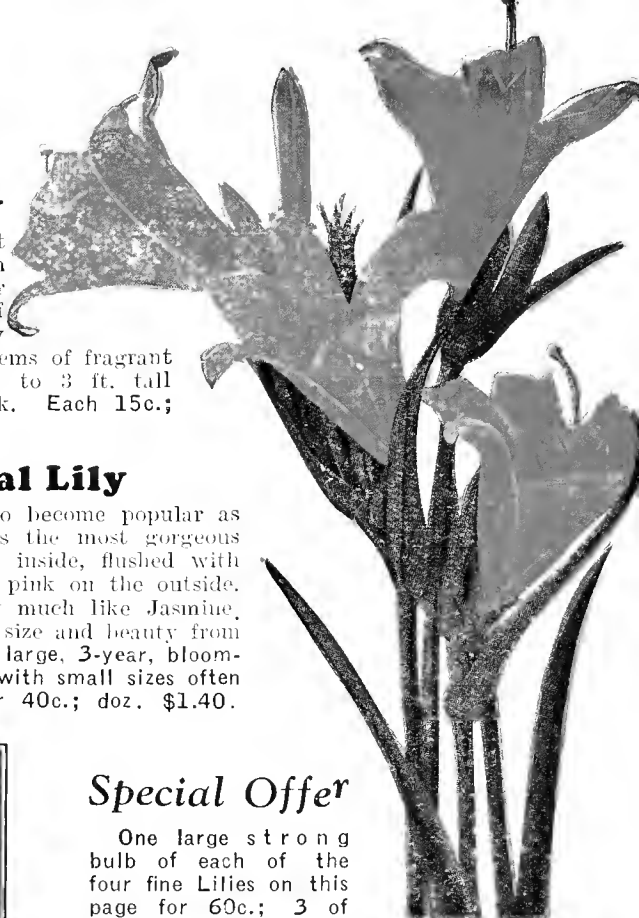 ems of fragrant
to 3 ft. tall
k. Each 15c.;
al Lily
o become popular as
s the most gorgeous
inside, flushed with
pink on the outside.
much like Jasmine,
size and beauty from
large, 3-year, bloom-
with small sizes often
r 40c.; doz. $1.40.
Special Offer
One large strong
bulb of each of the
four fine Lilies on this
page for 60c.; 3 of